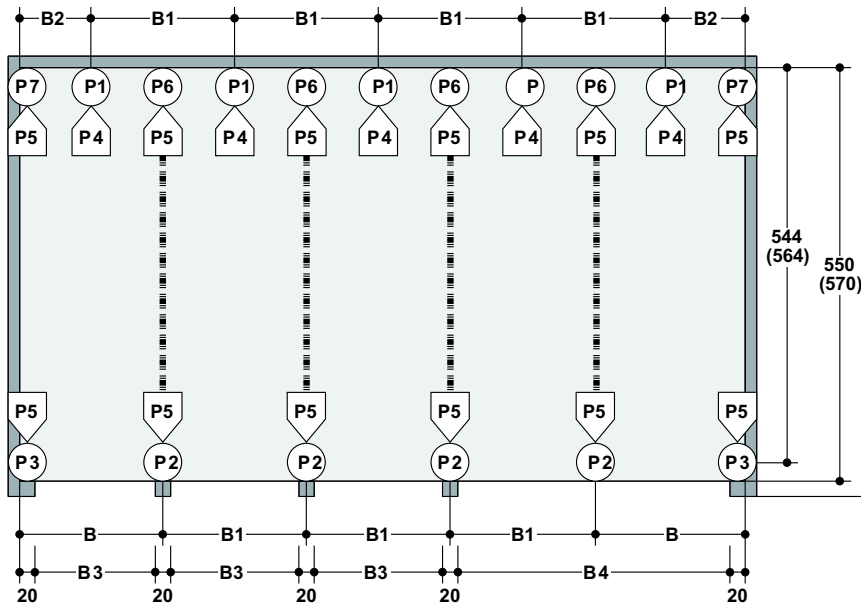 B2 B1 B1 B1 B1 B2
P7 P1 P6 P1 P6 P1 P6 P P6 P1 P7
P5 P4 P5 P4 P5 P4 P5 P4 P5 P4 P5
544
(564)
550
(570)
P5 P5 P5 P5 P5 P5
P3 P2 P2 P2 P2 P3
B B1 B1 B1 B
B3 B3 B3 B4
20 20 20 20 20